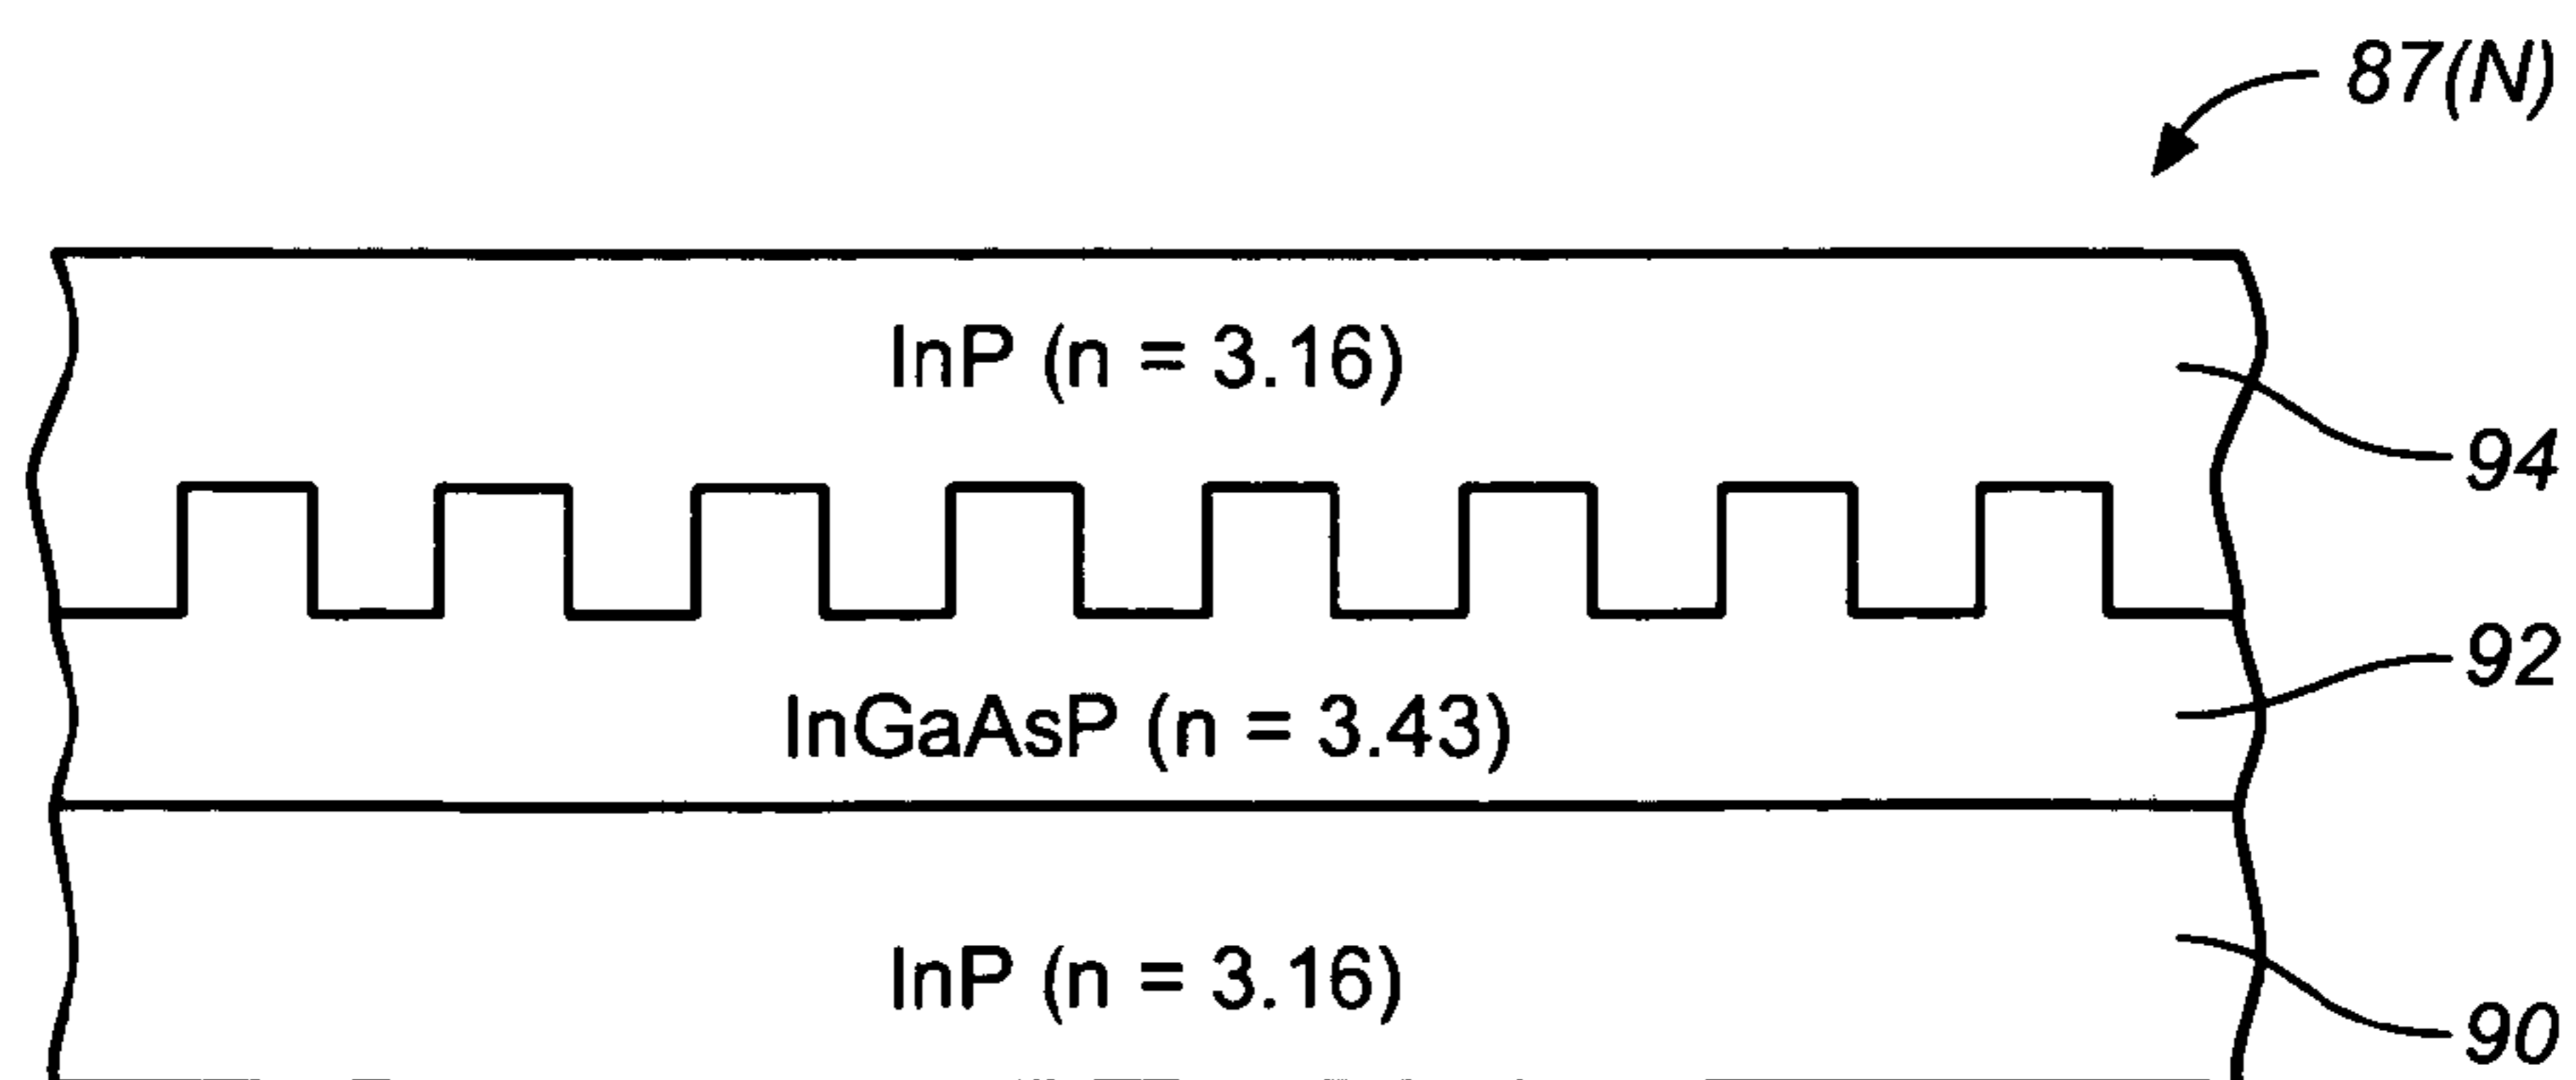 87(N)
InP (n = 3.16)
94
92
InGaAsP (n = 3.43)
InP (n = 3.16)
90